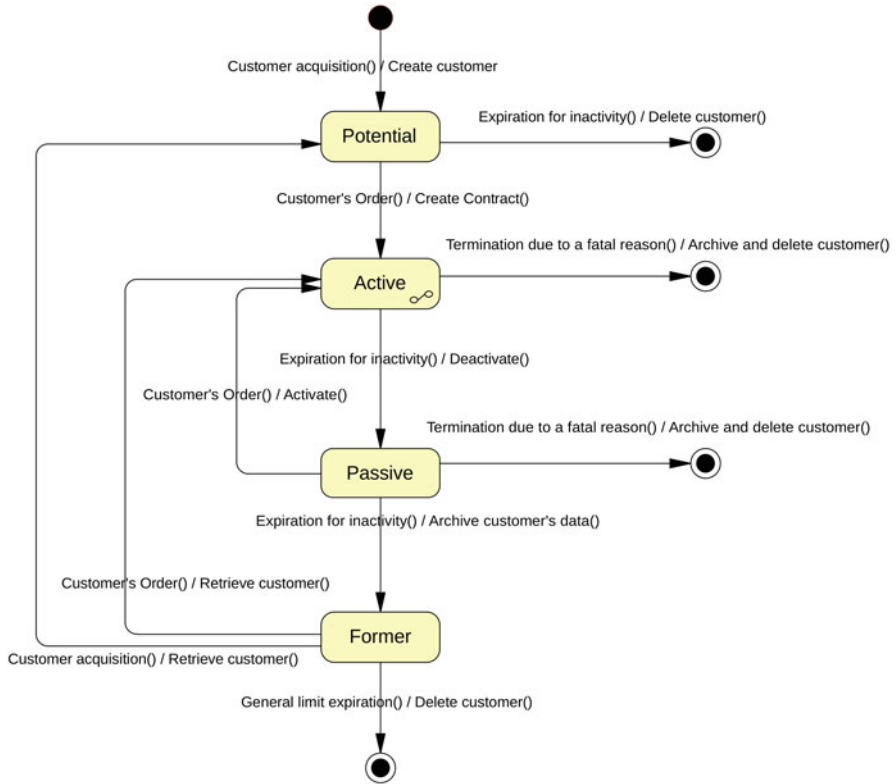 Customer acquisition() / Create customer
Potential
Expiration for inactivity() / Delete customer()
Customer's Order() / Create Contract()
Termination due to a fatal reason() / Archive and delete customer()
Active
Expiration for inactivity() / Deactivate()
Customer's Order() / Activate()
Termination due to a fatal reason() / Archive and delete customer()
Passive
Expiration for inactivity() / Archive customer's data()
Customer's Order() / Retrieve customer()
Former
Customer acquisition() / Retrieve customer()
General limit expiration() / Delete customer()